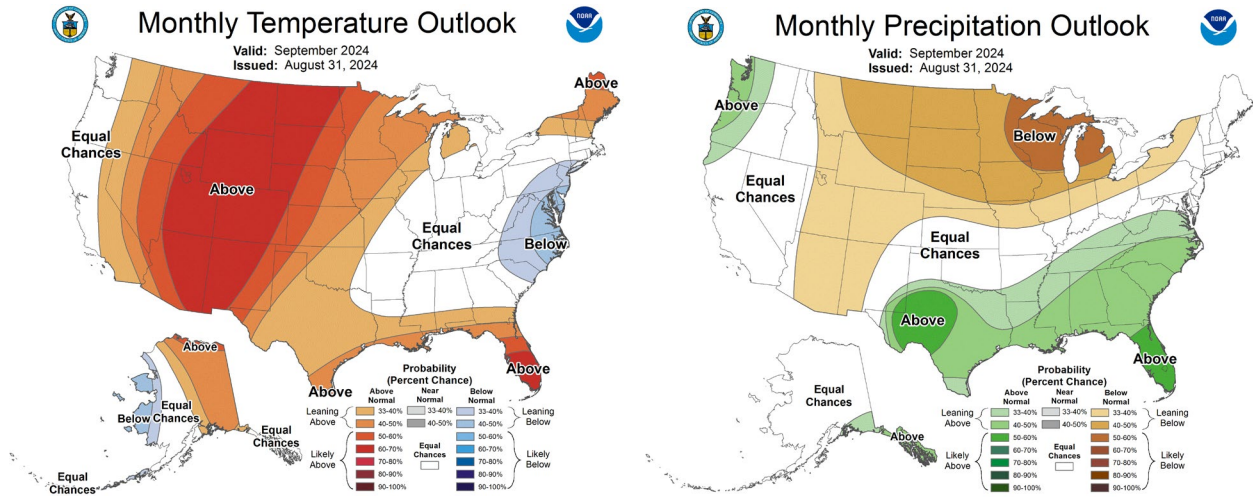 Monthly Temperature Outlook
NOAA
Valid: September 2024
Issued: August 31, 2024
Above
Equal
Chances
Above
Equal
Chances
Below
Above
Above
Above
Below
Equal
Chances
Equal
Chances
Equal
Chances
Probability
(Percent Chance)
Above
Normal
Near
Normal
Below
Normal
Leaning
Above
33-40%
33-40%
33-40%
Leaning
Below
40-50%
40-50%
40-50%
Likely
Above
50-60%
50-60%
Likely
Below
60-70%
60-70%
70-80%
70-80%
80-90%
80-90%
90-100%
90-100%
Equal
Chances
Monthly Precipitation Outlook
NOAA
Valid: September 2024
Issued: August 31, 2024
Above
Below
Equal
Chances
Equal
Chances
Above
Above
Equal
Chances
Above
Probability
(Percent Chance)
Above
Normal
Near
Normal
Below
Normal
Leaning
Above
33-40%
33-40%
33-40%
Leaning
Below
40-50%
40-50%
40-50%
Likely
Above
50-60%
50-60%
Likely
Below
60-70%
60-70%
70-80%
70-80%
80-90%
80-90%
90-100%
90-100%
Equal
Chances